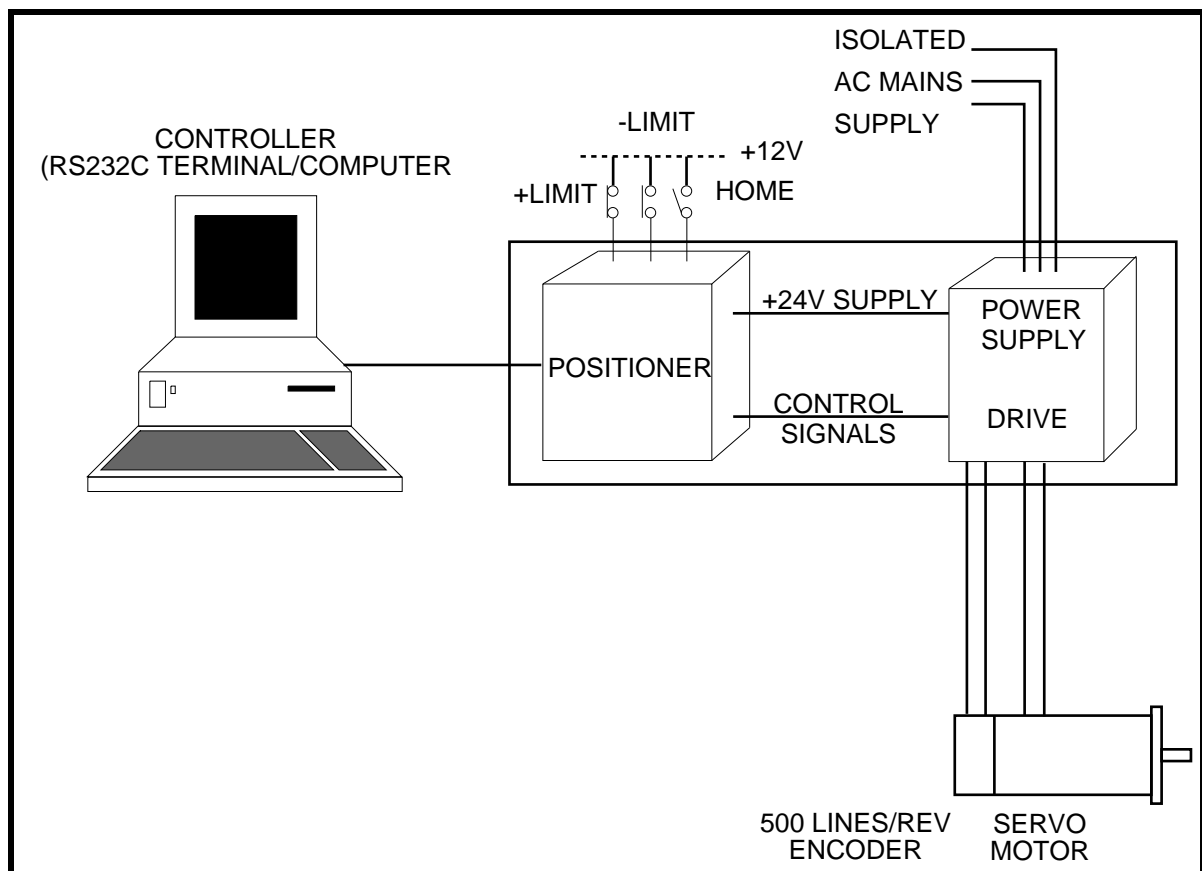 ISOLATED
AC MAINS
SUPPLY
CONTROLLER
(RS232C TERMINAL/COMPUTER
-LIMIT
+12V
+LIMIT
HOME
+24V SUPPLY
POWER
SUPPLY
POSITIONER
CONTROL
SIGNALS
DRIVE
500 LINES/REV
ENCODER
SERVO
MOTOR